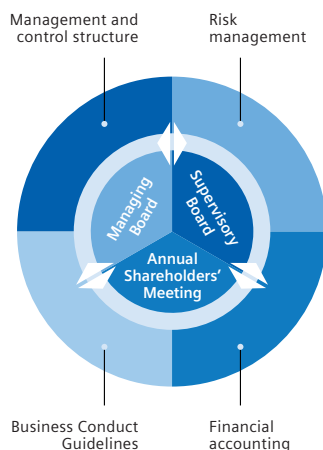 Management and
control structure
Risk
management
Managing
Board
Supervisory
Board
Annual
Shareholders’
Meeting
Business Conduct
Guidelines
Financial
accounting